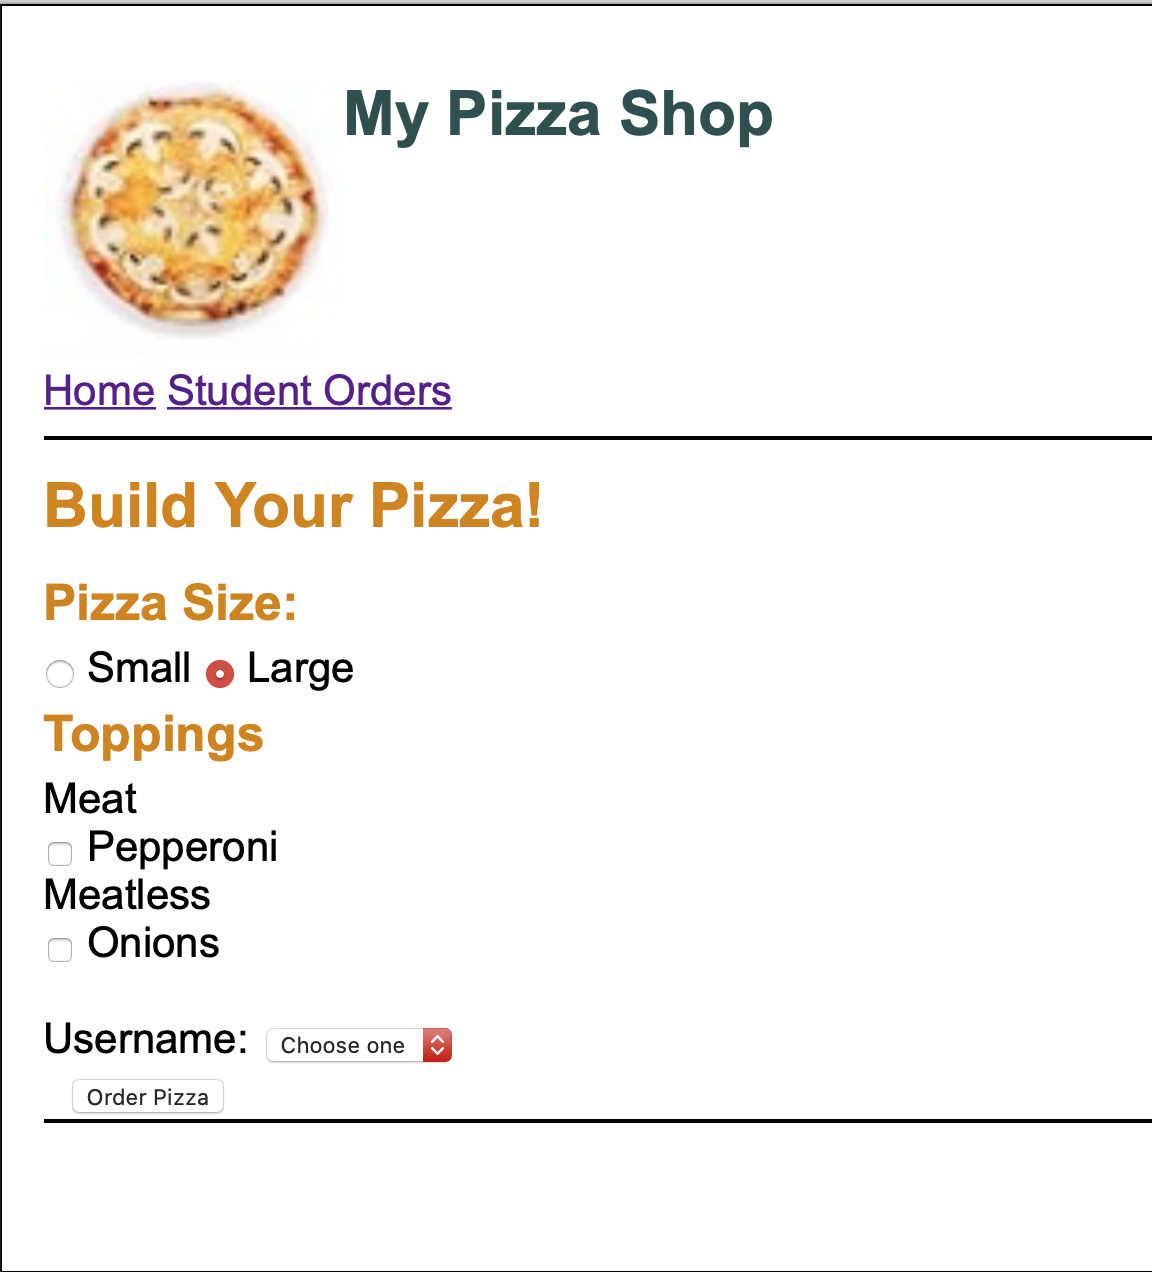 My Pizza Shop
Home Student Orders
Build Your Pizza!
Pizza Size:
Small Large
Toppings
Meat
Pepperoni
Meatless
Onions
Username: Choose one
Order Pizza